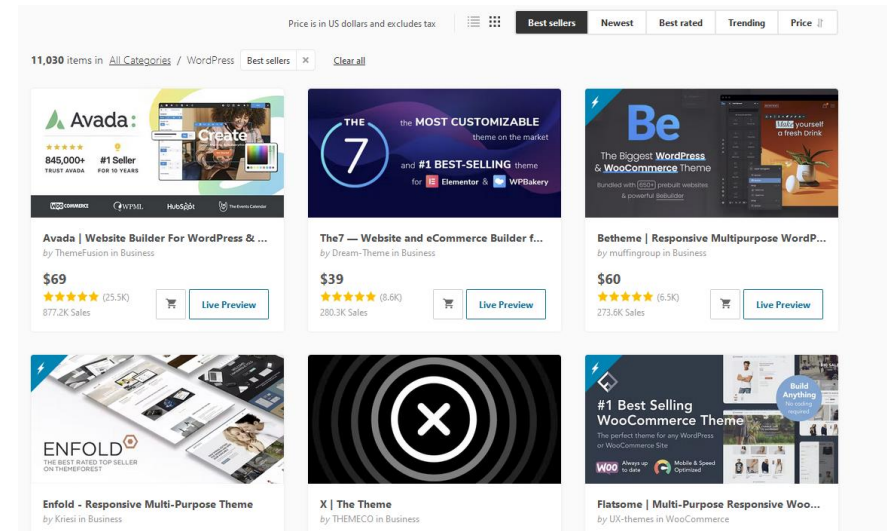 Price is in US dollars and excludes tax
Best sellers
Newest
Best rated
Trending
Price
11,030 items in All Categories / WordPress
Best sellers ×
Clear all
Avada
845,000+
TRUST AVADA
#1 Seller
FOR 10 YEARS
Create
WOO COMMERCE
WPML
HubSpot
The Events Calendar
Avada | Website Builder For WordPress & ...
by ThemeFusion in Business
$69
(25.5K)
877.2K Sales
Live Preview
THE
7
the MOST CUSTOMIZABLE
theme on the market
and #1 BEST-SELLING theme
for Elementor & WPBakery
The7 — Website and eCommerce Builder f...
by Dream-Theme in Business
$39
(8.6K)
280.3K Sales
Live Preview
Be
The Biggest WordPress
& WooCommerce Theme
Bundled with 650+ prebuilt websites
& powerful BeBuilder
Make yourself
a fresh Drink
Betheme | Responsive Multipurpose WordP...
by muffingroup in Business
$60
(6.5K)
273.6K Sales
Live Preview
ENFOLD
THE BEST RATED TOP SELLER
ON THEMEFOREST
Enfold - Responsive Multi-Purpose Theme
by Kriesi in Business
X
X | The Theme
by THEMECO in Business
#1 Best Selling
WooCommerce Theme
The perfect theme for any WordPress
or WooCommerce Site
Woo
Always up
to date
Mobile & Speed
Optimized
Build
Anything
No coding
required
Flatsome | Multi-Purpose Responsive Woo...
by UX-themes in WooCommerce